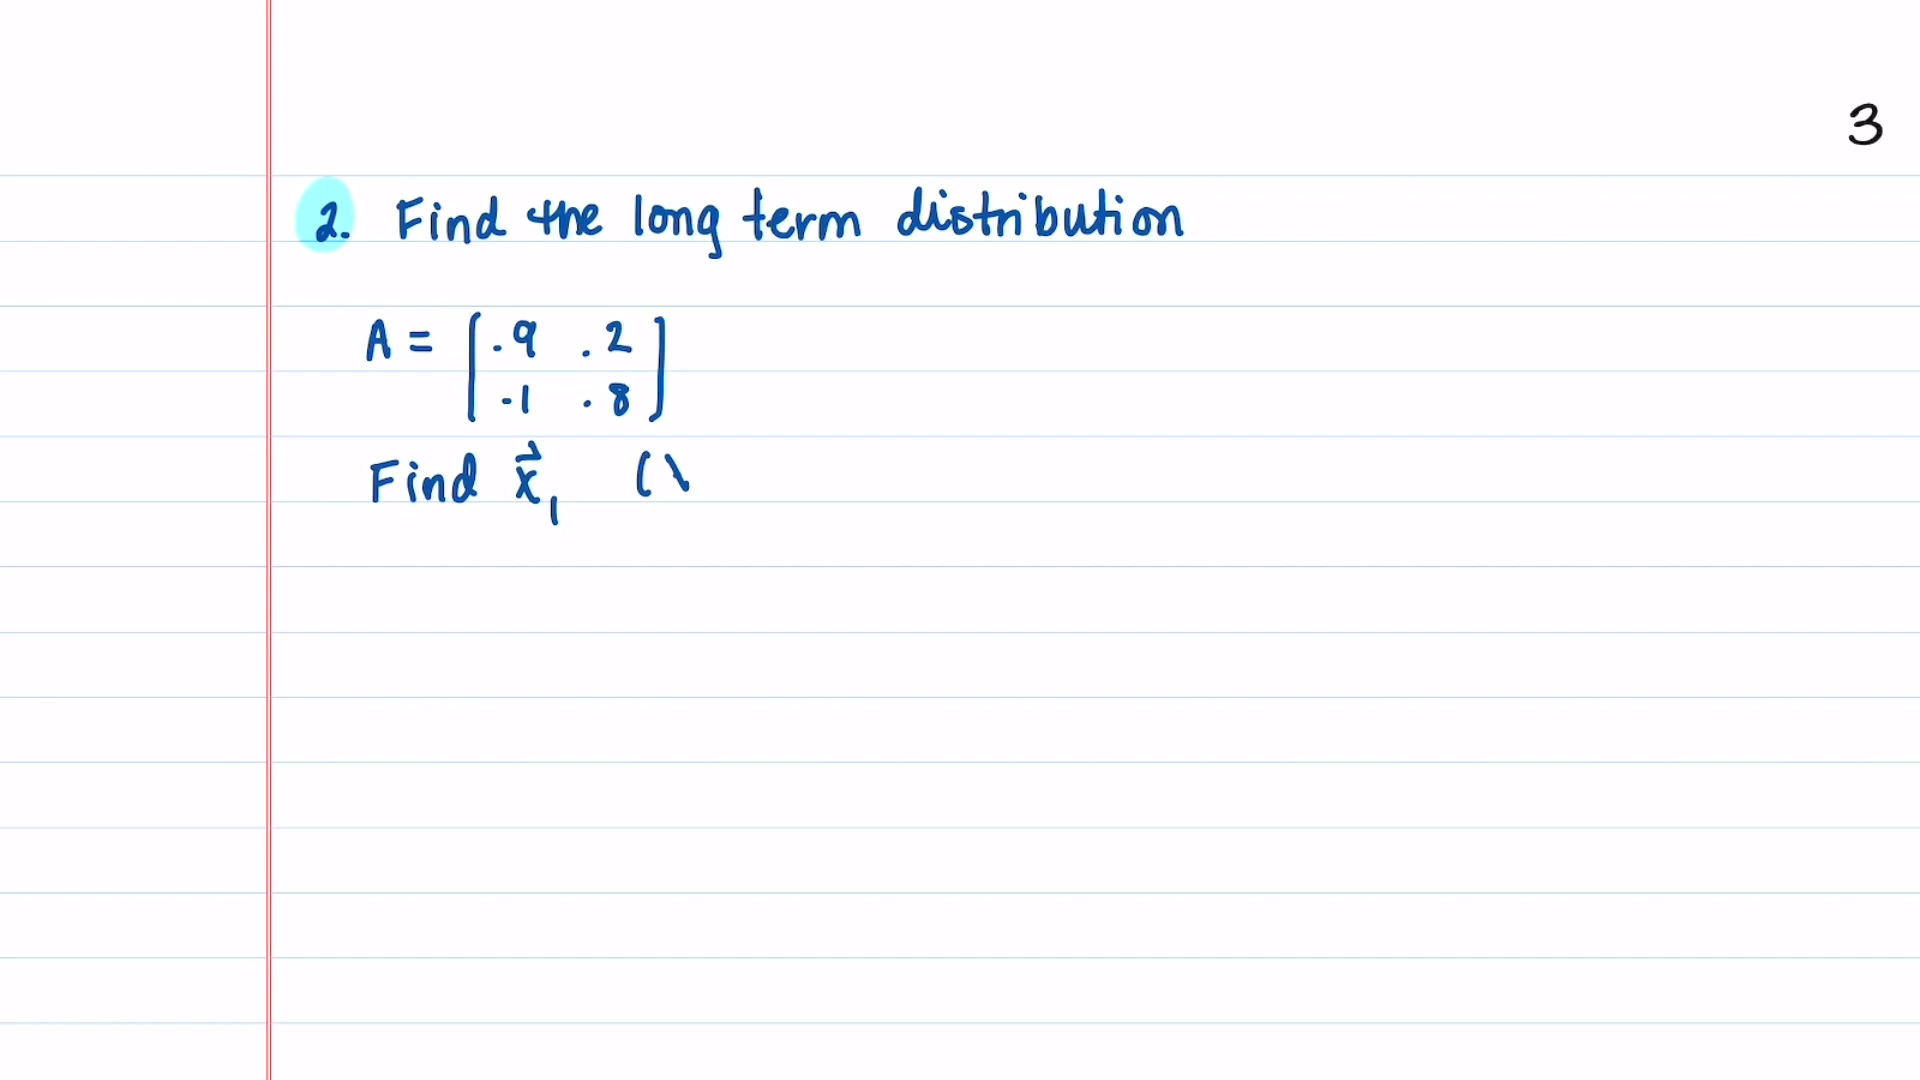 3
2. Find the long term distribution
A = [.9 .2
.1 .8]
Find x⃗₁ (\